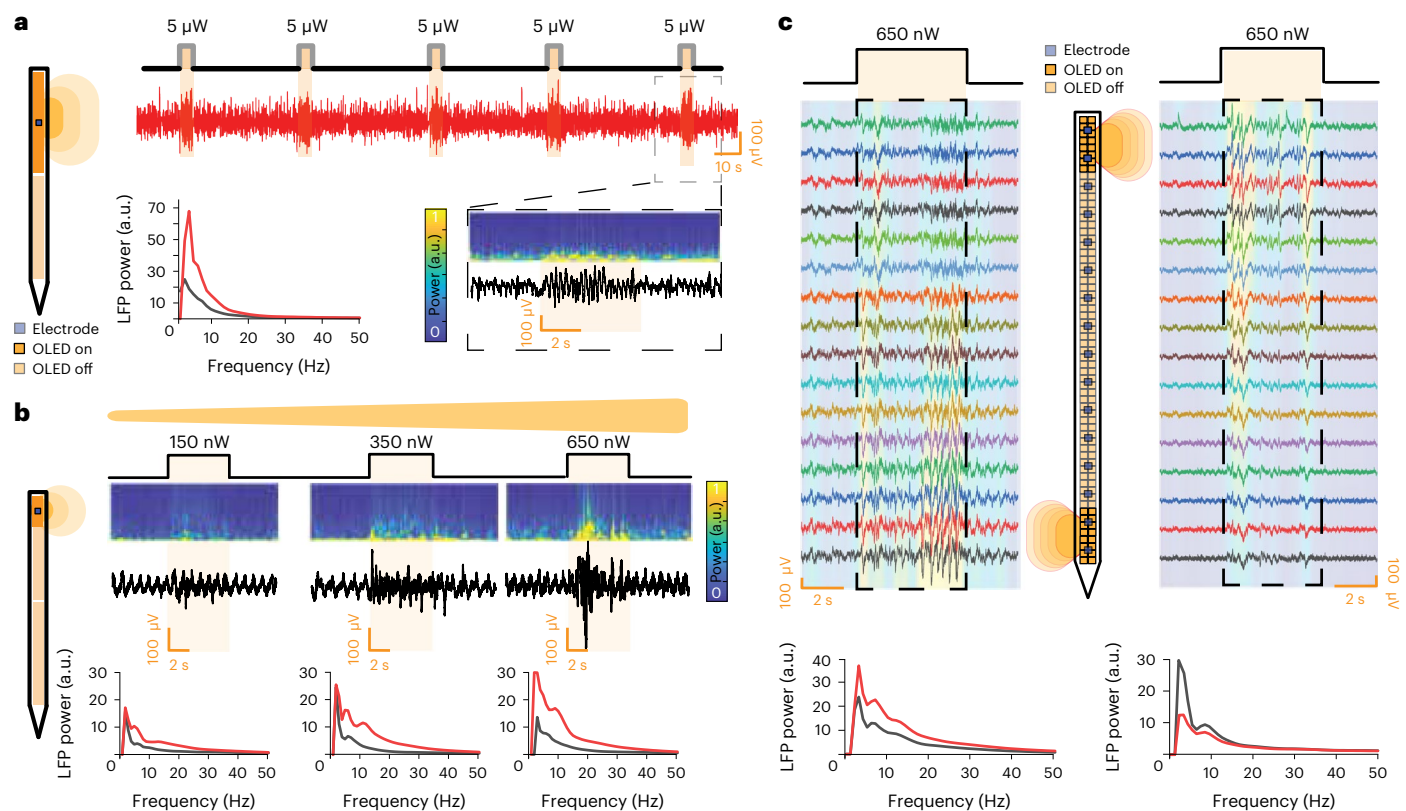 a
5 µW 5 µW 5 µW 5 µW 5 µW
100 µV
10 s
LFP power (a.u.)
70
50
30
10
0 10 20 30 40 50
Frequency (Hz)
1
Power (a.u.)
0
100 µV
2 s
Electrode
OLED on
OLED off
b
150 nW 350 nW 650 nW
1
Power (a.u.)
0
100 µV
2 s
100 µV
2 s
100 µV
2 s
LFP power (a.u.)
30
20
10
0 10 20 30 40 50
Frequency (Hz)
30
20
10
0 10 20 30 40 50
Frequency (Hz)
30
20
10
0 10 20 30 40 50
Frequency (Hz)
c
650 nW
Electrode
OLED on
OLED off
650 nW
100 µV
2 s
100 µV
2 s
LFP power (a.u.)
40
30
20
10
0 10 20 30 40 50
Frequency (Hz)
LFP power (a.u.)
30
20
10
0 10 20 30 40 50
Frequency (Hz)